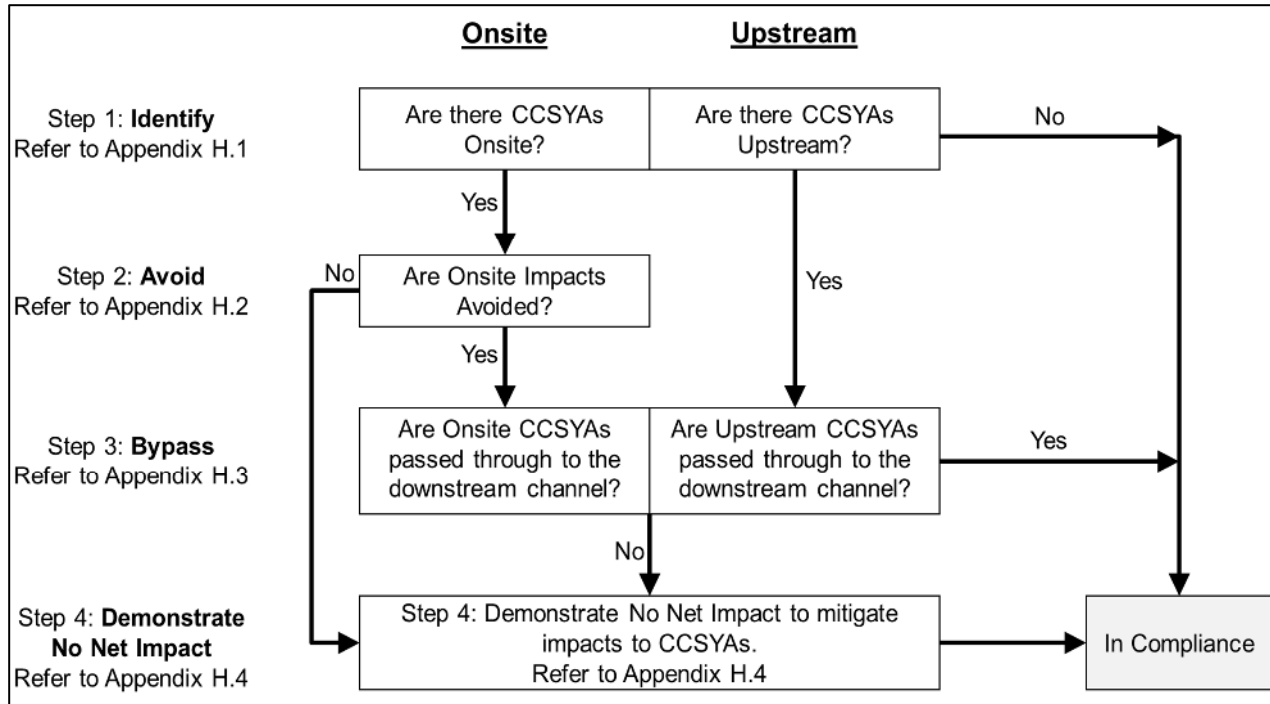 Onsite
Upstream
Step 1: Identify
Refer to Appendix H.1
Are there CCSYAs
Onsite?
Are there CCSYAs
Upstream?
No
Yes
Step 2: Avoid
Refer to Appendix H.2
No
Are Onsite Impacts
Avoided?
Yes
Yes
Step 3: Bypass
Refer to Appendix H.3
Are Onsite CCSYAs
passed through to the
downstream channel?
Are Upstream CCSYAs
passed through to the
downstream channel?
Yes
No
Step 4: Demonstrate
No Net Impact
Refer to Appendix H.4
Step 4: Demonstrate No Net Impact to mitigate
impacts to CCSYAs.
Refer to Appendix H.4
In Compliance